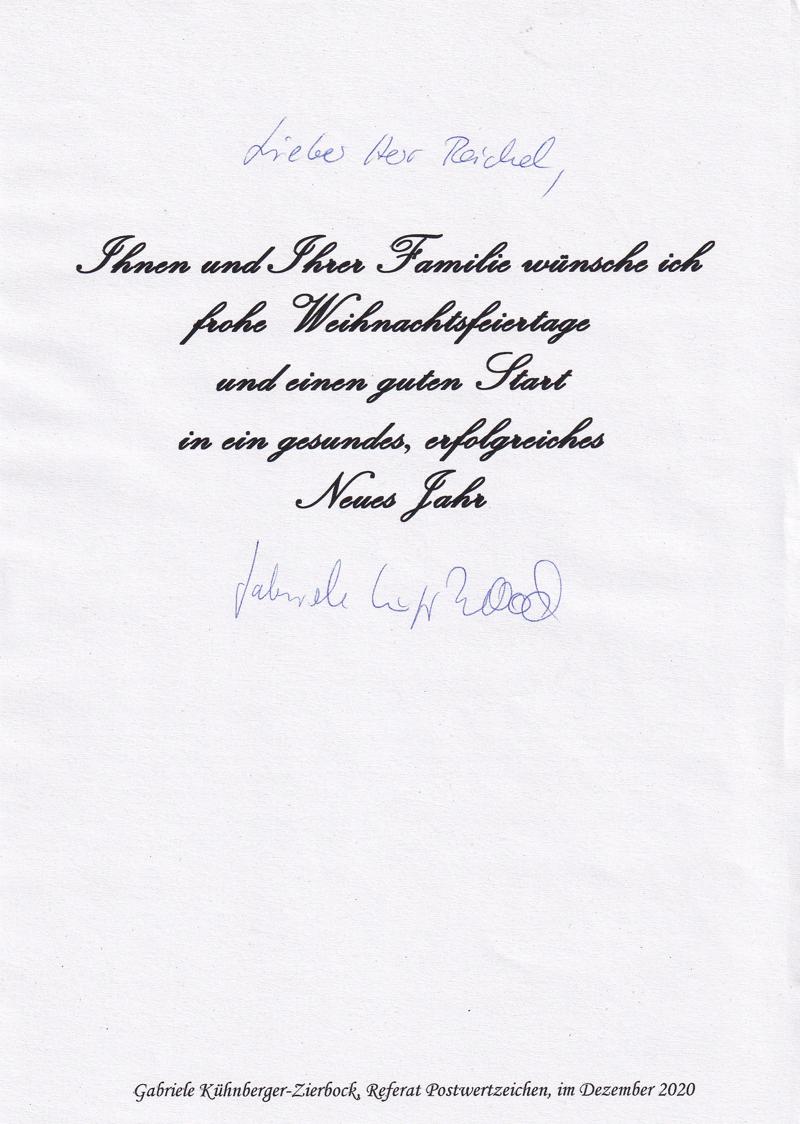 Lieber Herr Reichel,
Ihnen und Ihrer Familie wünsche ich
frohe Weihnachtsfeiertage
und einen guten Start
in ein gesundes, erfolgreiches
Neues Jahr
Gabriele
Gabriele Kühnberger-Zierbock, Referat Postwertzeichen, im Dezember 2020